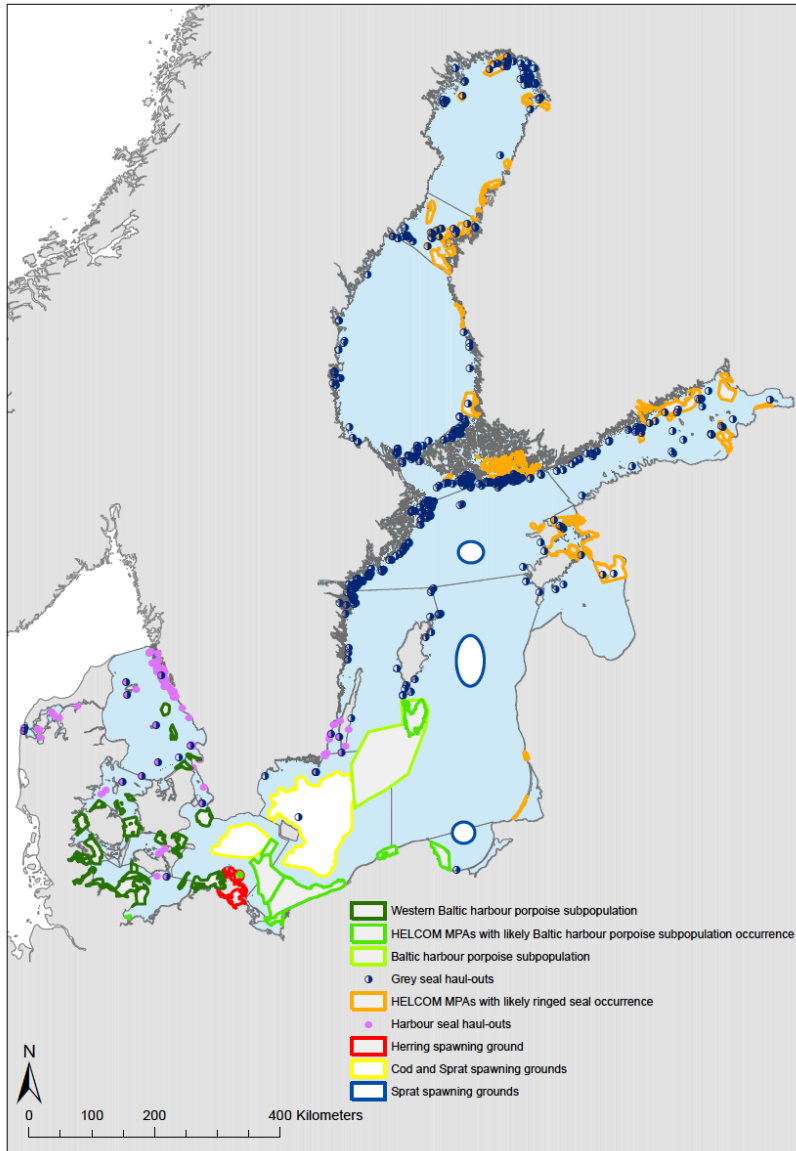 Western Baltic harbour porpoise subpopulation
HELCOM MPAs with likely Baltic harbour porpoise subpopulation occurrence
Baltic harbour porpoise subpopulation
Grey seal haul-outs
HELCOM MPAs with likely ringed seal occurrence
Harbour seal haul-outs
Herring spawning ground
Cod and Sprat spawning grounds
Sprat spawning grounds
N
0 100 200 400 Kilometers